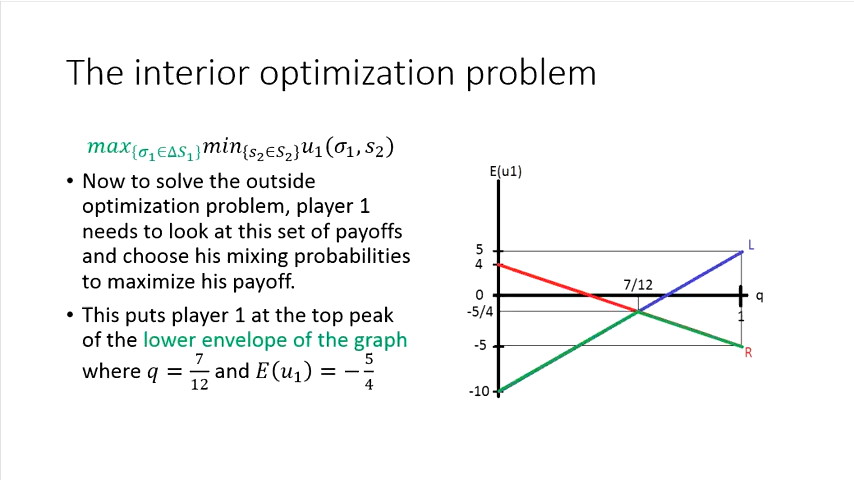 The interior optimization problem
max{σ₁∈ΔS₁}min{s₂∈S₂}u₁(σ₁, s₂)
• Now to solve the outside
optimization problem, player 1
needs to look at this set of payoffs
and choose his mixing probabilities
to maximize his payoff.
• This puts player 1 at the top peak
of the lower envelope of the graph
where q = 7/12 and E(u₁) = −5/4
E(u1)
5
4
0
-5/4
-5
-10
7/12
L
q
1
R